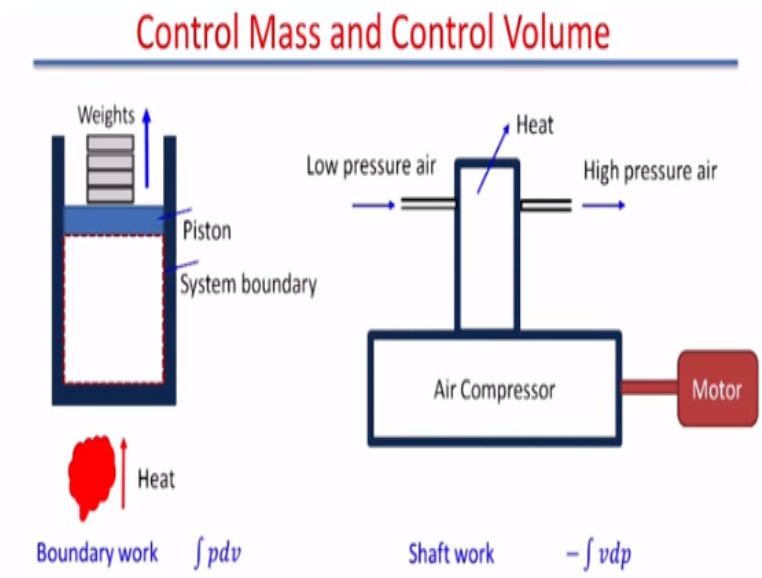 Control Mass and Control Volume
Weights
Piston
System boundary
Heat
Boundary work ∫ pdv
Heat
Low pressure air
High pressure air
Air Compressor
Motor
Shaft work −∫ vdp